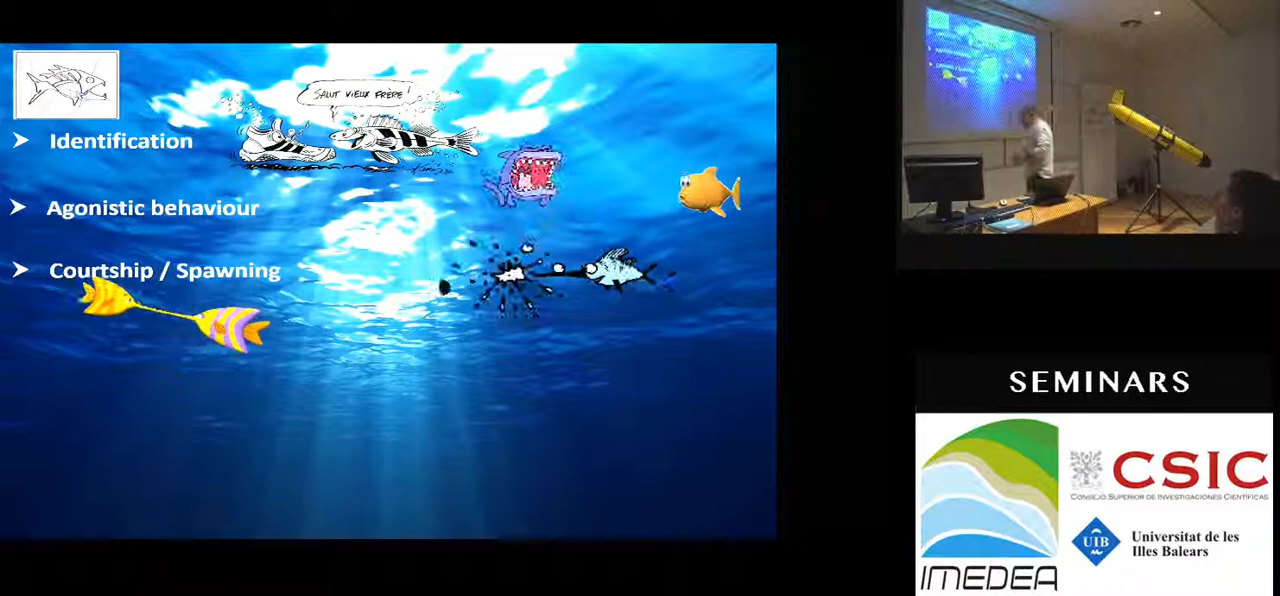 SALUT VIEUX FRÈRE!
Identification
Agonistic behaviour
Courtship / Spawning
SEMINARS
CSIC
CONSEJO SUPERIOR DE INVESTIGACIONES CIENTÍFICAS
UIB
Universitat de les
Illes Balears
IMEDEA